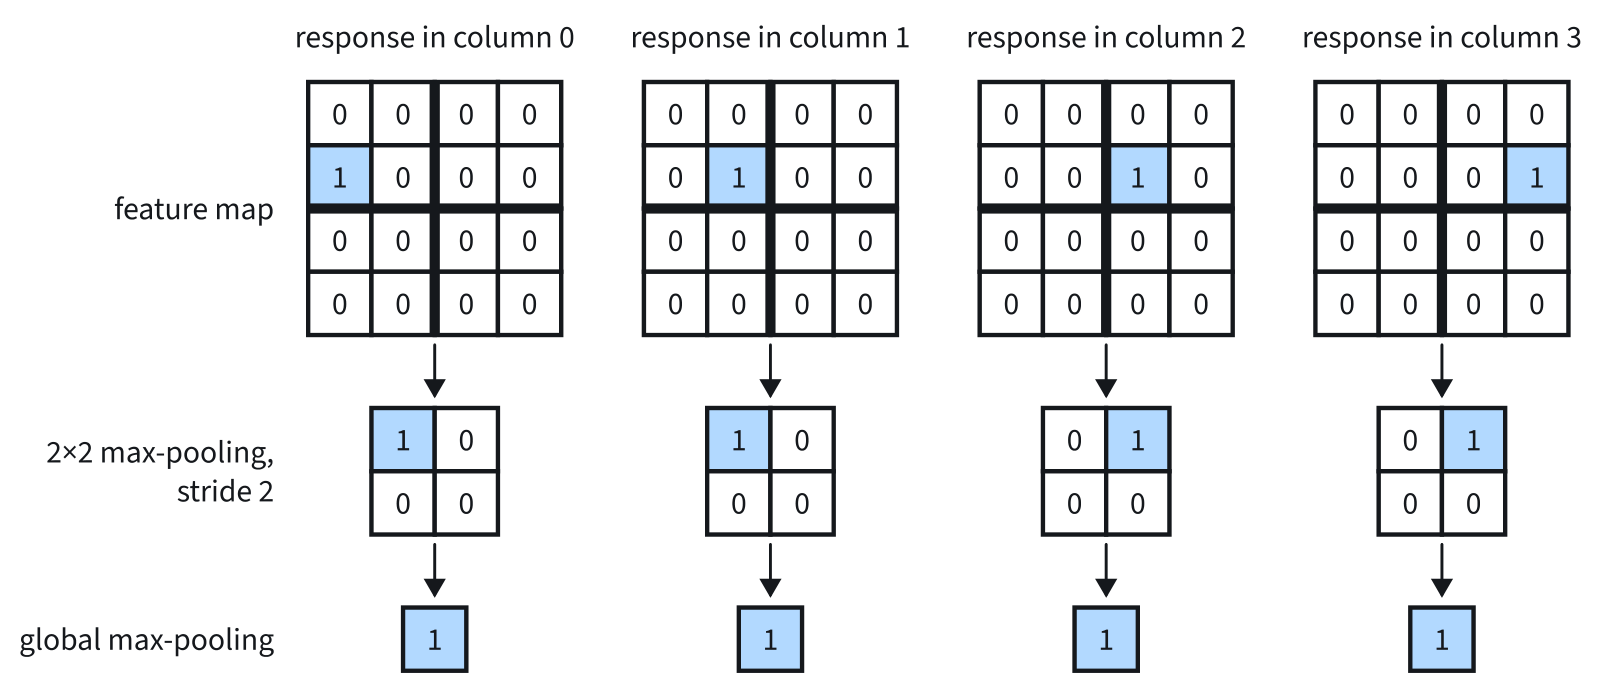 response in column 0 response in column 1 response in column 2 response in column 3
0 0 0 0 0 0 0 0 0 0 0 0 0 0 0 0
1 0 0 0 0 1 0 0 0 0 1 0 0 0 0 1
feature map
0 0 0 0 0 0 0 0 0 0 0 0 0 0 0 0
0 0 0 0 0 0 0 0 0 0 0 0 0 0 0 0
1 0 1 0 0 1 0 1
2×2 max-pooling,
stride 2
0 0 0 0 0 0 0 0
global max-pooling 1 1 1 1